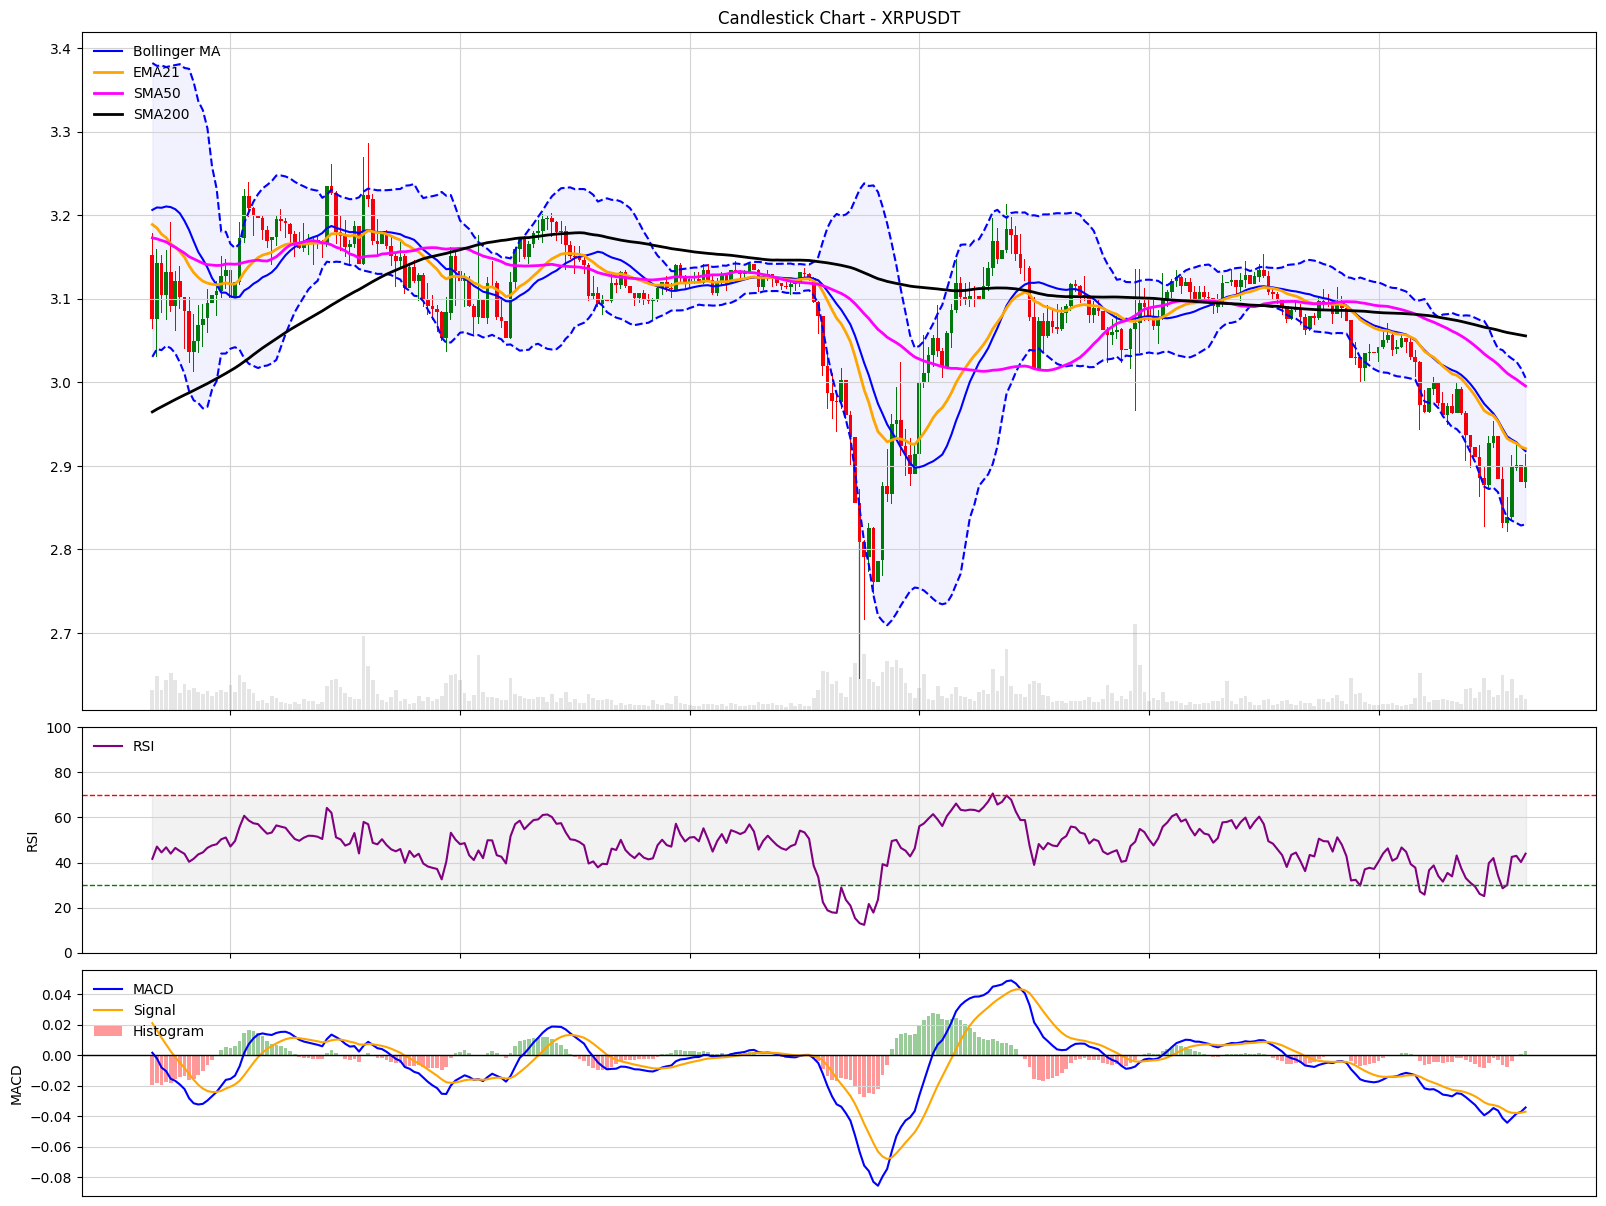 Candlestick Chart - XRPUSDT
Bollinger MA
EMA21
SMA50
SMA200
3.4
3.3
3.2
3.1
3.0
2.9
2.8
2.7
RSI
RSI
100
80
60
40
20
0
MACD
Signal
Histogram
MACD
0.04
0.02
0.00
−0.02
−0.04
−0.06
−0.08